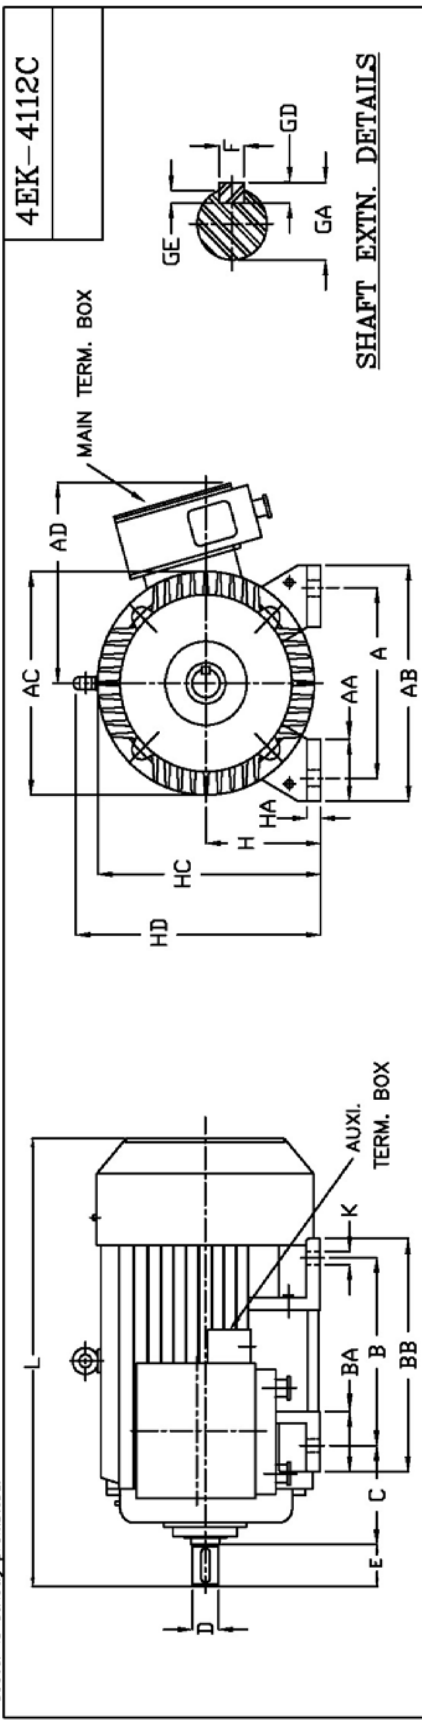 4EK-4112C
L
D
E
C
B
BA
BB
K
AUXI.
TERM. BOX
HD
HC
H
HA
AC
AD
MAIN TERM. BOX
AA
A
AB
GE
F
GD
GA
SHAFT EXTN. DETAILS